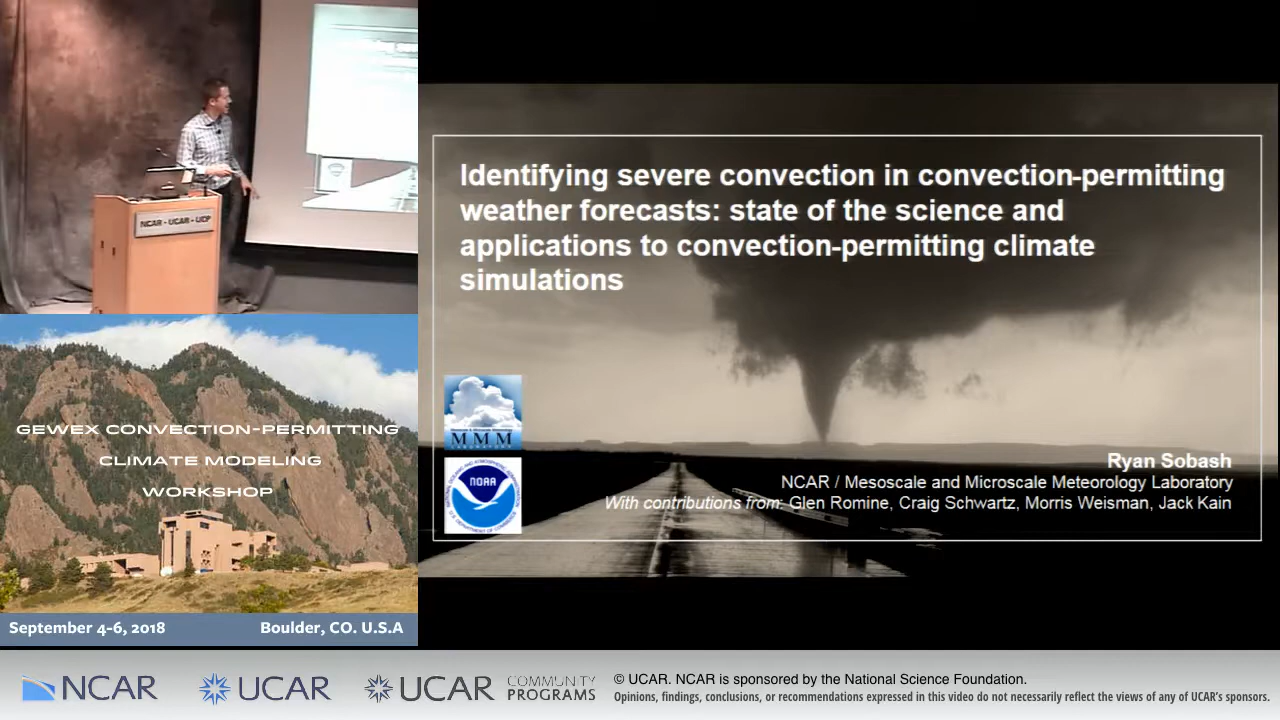 NCAR - UCAR - UCP
Identifying severe convection in convection-permitting
weather forecasts: state of the science and
applications to convection-permitting climate
simulations
MMM
NOAA
Ryan Sobash
NCAR / Mesoscale and Microscale Meteorology Laboratory
With contributions from: Glen Romine, Craig Schwartz, Morris Weisman, Jack Kain
GEWEX CONVECTION-PERMITTING
CLIMATE MODELING
WORKSHOP
September 4-6, 2018
Boulder, CO. U.S.A
NCAR
UCAR
UCAR
COMMUNITY
PROGRAMS
© UCAR. NCAR is sponsored by the National Science Foundation.
Opinions, findings, conclusions, or recommendations expressed in this video do not necessarily reflect the views of any of UCAR's sponsors.